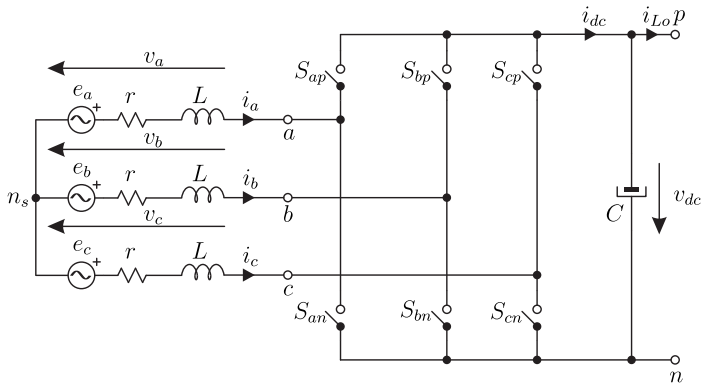 i_dc i_Lo p
v_a
S_ap S_bp S_cp
e_a + r L i_a
a
v_b
e_b + r L i_b
n_s
b
v_c
C v_dc
e_c + r L i_c
c
S_an S_bn S_cn
n